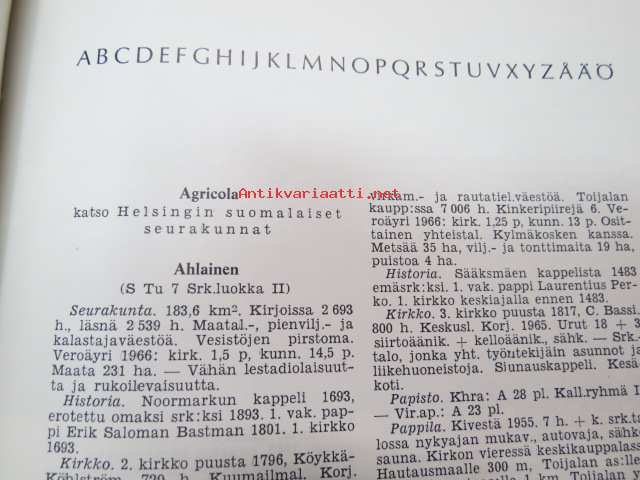 ABCDEFGHIJKLMNOPQRSTUVXYZÅÄÖ
Antikvariaatti.net
Agricola
katso Helsingin suomalaiset
seurakunnat
Ahlainen
(S Tu 7 Srk.luokka II)
Seurakunta. 183,6 km². Kirjoissa 2 693
h., läsnä 2 539 h. Maatal.-, pienvilj.- ja
kalastajaväestöä. Vesistöjen pirstoma.
Veroäyri 1966: kirk. 1,5 p, kunn. 14,5 p.
Maata 231 ha. — Vähän lestadiolaisuut-
ta ja rukoilevaisuutta.
Historia. Noormarkun kappeli 1693,
erotettu omaksi srk:ksi 1893. 1. vak. pap-
pi Erik Saloman Bastman 1801. 1. kirkko
1693.
Kirkko. 2. kirkko puusta 1796, Köykkä-
Köhlström. 720 h. Kuumailmal. Korj.
virkam.- ja rautatiel.väestöä. Toijalan
kaupp:ssa 7 006 h. Kinkeripiirejä 6. Ve-
roäyri 1966: kirk. 1,25 p, kunn. 13 p. Osit-
tainen yhteistal. Kylmäkosken kanssa.
Metsää 35 ha, vilj.- ja tonttimaita 19 ha,
puistoa 4 ha.
Historia. Sääksmäen kappelista 1483
emäsrk:ksi. 1. vak. pappi Laurentius Per-
ko. 1. kirkko keskiajalla ennen 1483.
Kirkko. 3. kirkko puusta 1817, C. Bassi.
800 h. Keskusl. Korj. 1965. Urut 18 + 3
siirtoäänik. + kelloäänik., sähk. — Srk.-
talo, jonka yht. työntekijäin asunnot ja
liikehuoneistoja. Siunauskappeli. Kesä-
koti.
Papisto. Khra: A 28 pl. Kall.ryhmä I
— Vir.ap.: A 23 pl.
Pappila. Kivestä 1955. 7 h. + k. srk.ta-
lossa nykyajan mukav., autovaja, sähk-
sauna. Kirkon vieressä keskikauppalass
Hautausmaalle 300 m, Toijalan as:lle